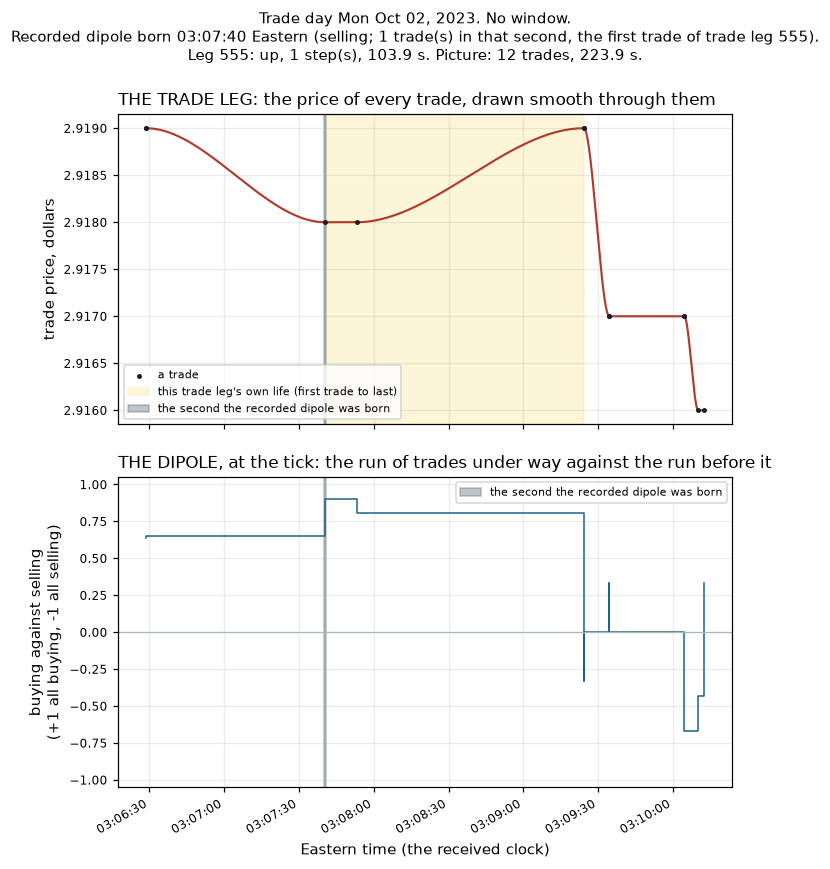 Trade day Mon Oct 02, 2023. No window.
Recorded dipole born 03:07:40 Eastern (selling; 1 trade(s) in that second, the first trade of trade leg 555).
Leg 555: up, 1 step(s), 103.9 s. Picture: 12 trades, 223.9 s.
THE TRADE LEG: the price of every trade, drawn smooth through them
trade price, dollars
2.9190
2.9185
2.9180
2.9175
2.9170
2.9165
2.9160
a trade
this trade leg's own life (first trade to last)
the second the recorded dipole was born
THE DIPOLE, at the tick: the run of trades under way against the run before it
buying against selling
(+1 all buying, -1 all selling)
1.00
0.75
0.50
0.25
0.00
−0.25
−0.50
−0.75
−1.00
the second the recorded dipole was born
03:06:30
03:07:00
03:07:30
03:08:00
03:08:30
03:09:00
03:09:30
03:10:00
Eastern time (the received clock)